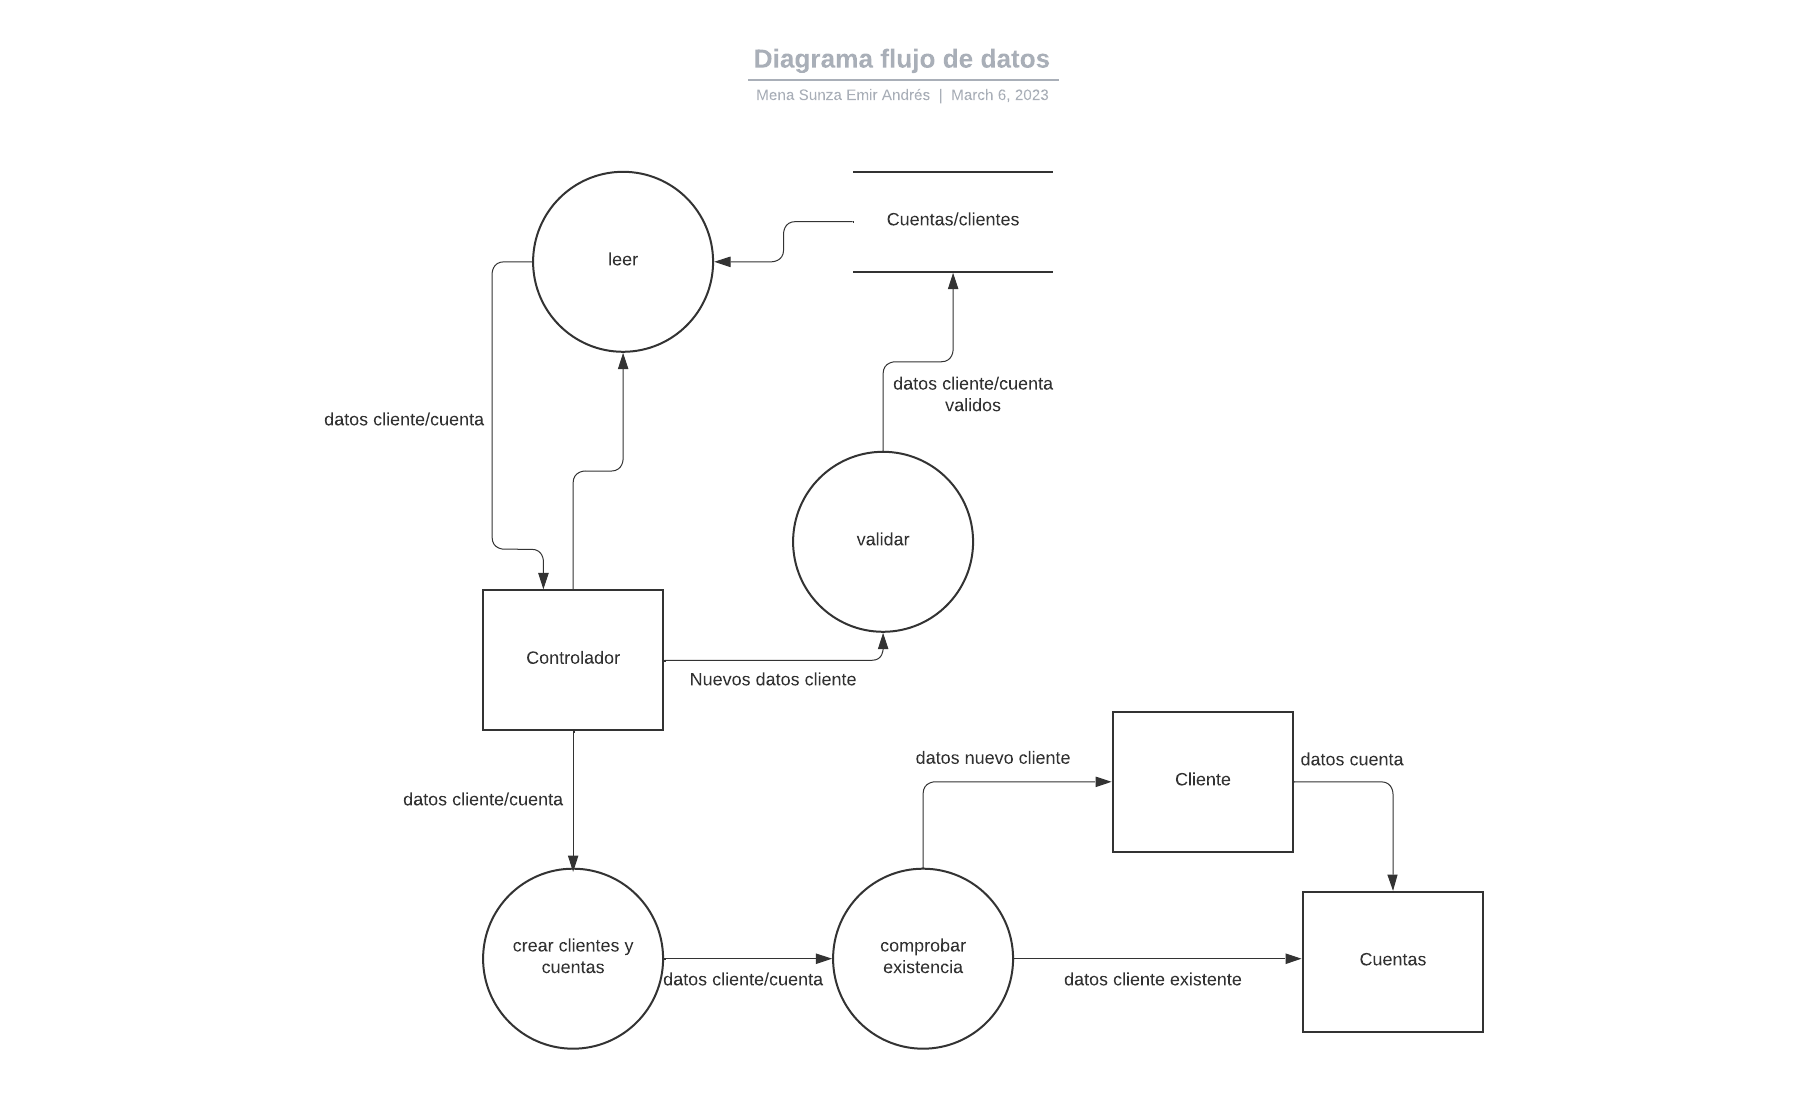 Diagrama flujo de datos
Mena Sunza Emir Andrés | March 6, 2023
Cuentas/clientes
leer
datos cliente/cuenta
validos
datos cliente/cuenta
validar
Controlador
Nuevos datos cliente
datos nuevo cliente
datos cuenta
Cliente
datos cliente/cuenta
crear clientes y
cuentas
comprobar
existencia
Cuentas
datos cliente/cuenta
datos cliente existente